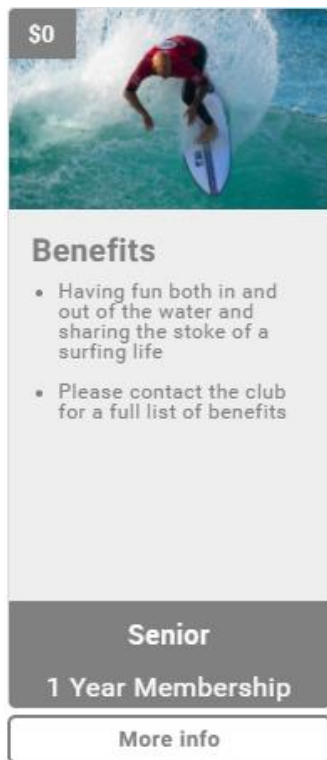 $0
Benefits
• Having fun both in and
out of the water and
sharing the stoke of a
surfing life
• Please contact the club
for a full list of benefits
Senior
1 Year Membership
More info